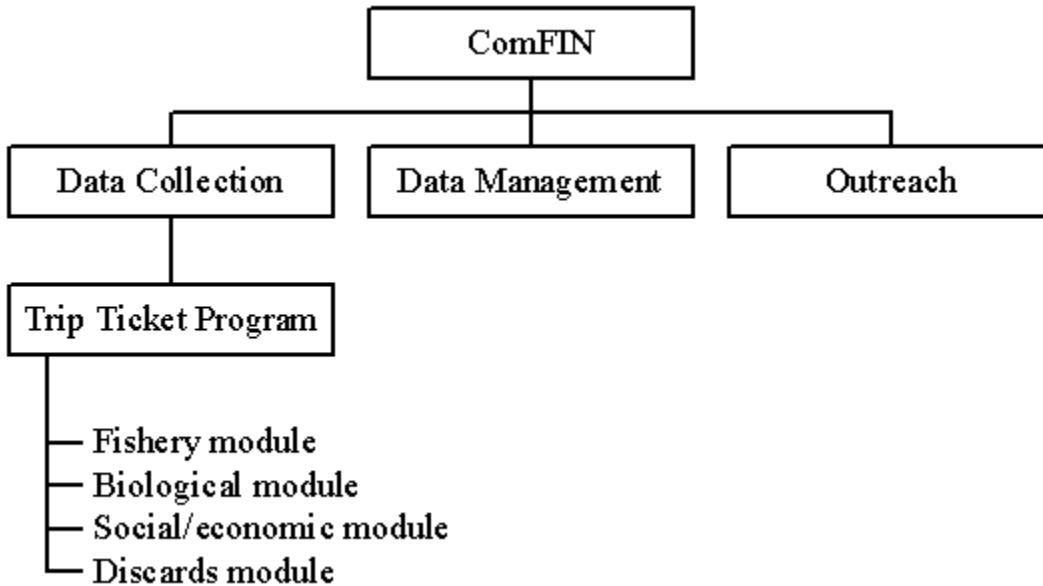 ComFIN
Data Collection
Data Management
Outreach
Trip Ticket Program
Fishery module
Biological module
Social/economic module
Discards module